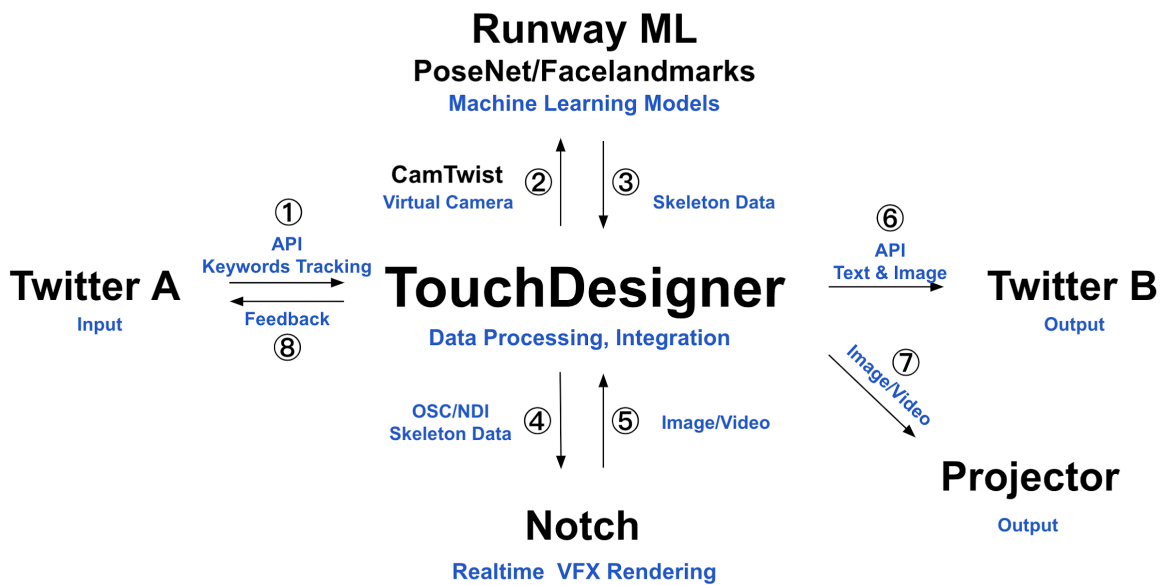 Runway ML
PoseNet/Facelandmarks
Machine Learning Models
CamTwist
Virtual Camera
②
③
Skeleton Data
①
API
Keywords Tracking
⑥
API
Text & Image
Twitter A
Input
Feedback
⑧
TouchDesigner
Data Processing, Integration
Twitter B
Output
⑦
Image/Video
OSC/NDI
Skeleton Data
④
⑤
Image/Video
Projector
Output
Notch
Realtime VFX Rendering